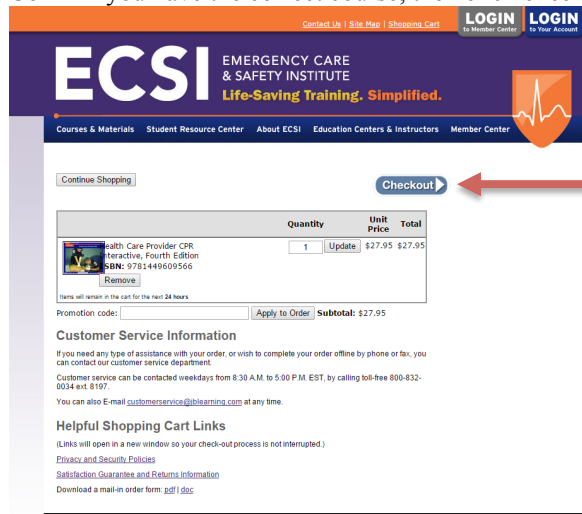 Contact Us | Site Map | Shopping Cart
LOGIN
to Member Center
LOGIN
to Your Account
ECSI
EMERGENCY CARE
& SAFETY INSTITUTE
Life-Saving Training. Simplified.
Courses & Materials Student Resource Center About ECSI Education Centers & Instructors Member Center
Continue Shopping
Checkout
Quantity Unit Price Total
Health Care Provider CPR
Interactive, Fourth Edition
ISBN: 9781449609566
1 Update $27.95 $27.95
Remove
Items will remain in the cart for the next 24 hours
Promotion code: Apply to Order Subtotal: $27.95
Customer Service Information
If you need any type of assistance with your order, or wish to complete your order offline by phone or fax, you
can contact our customer service department.
Customer service can be contacted weekdays from 8:30 A.M. to 5:00 P.M. EST, by calling toll-free 800-832-
0034 ext. 8197.
You can also E-mail customerservice@jblearning.com at any time.
Helpful Shopping Cart Links
(Links will open in a new window so your check-out process is not interrupted.)
Privacy and Security Policies
Satisfaction Guarantee and Returns Information
Download a mail-in order form: pdf | doc